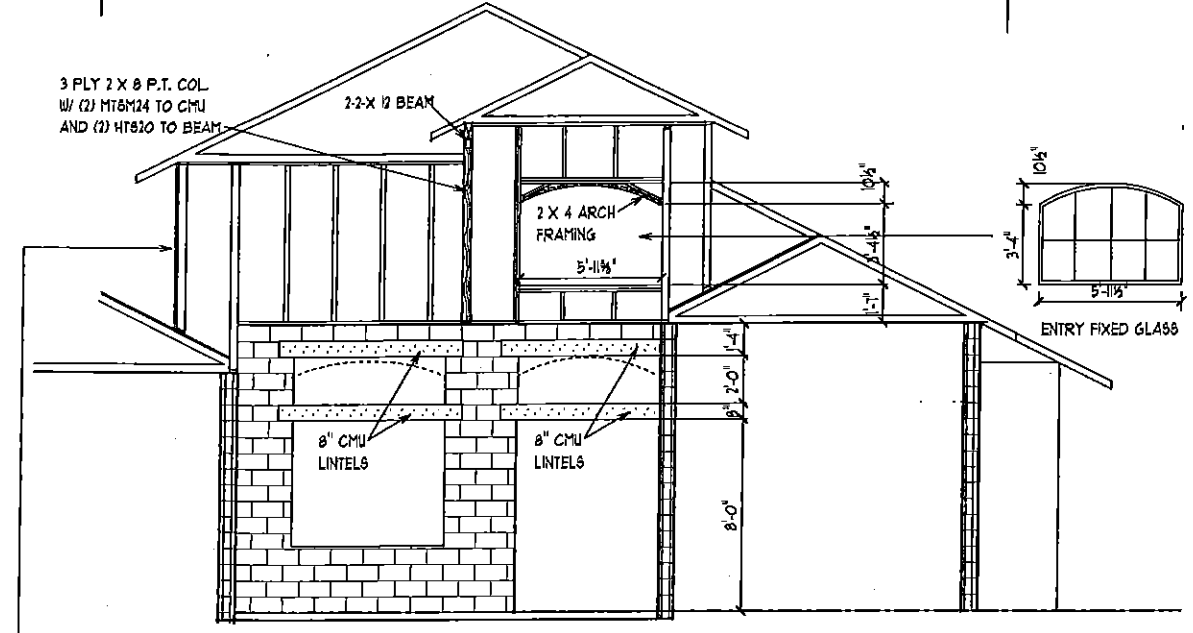 3 PLY 2 X 8 P.T. COL.
W/ (2) MTSM24 TO CMU
AND (2) HTS20 TO BEAM
2-2-X 12 BEAM
2 X 4 ARCH
FRAMING
5'-11½"
10½"
3'-4½"
1'-7"
10½"
3'-4"
5'-11½"
ENTRY FIXED GLASS
1'-4"
2'-0"
8"
8'-0"
8" CMU
LINTELS
8" CMU
LINTELS